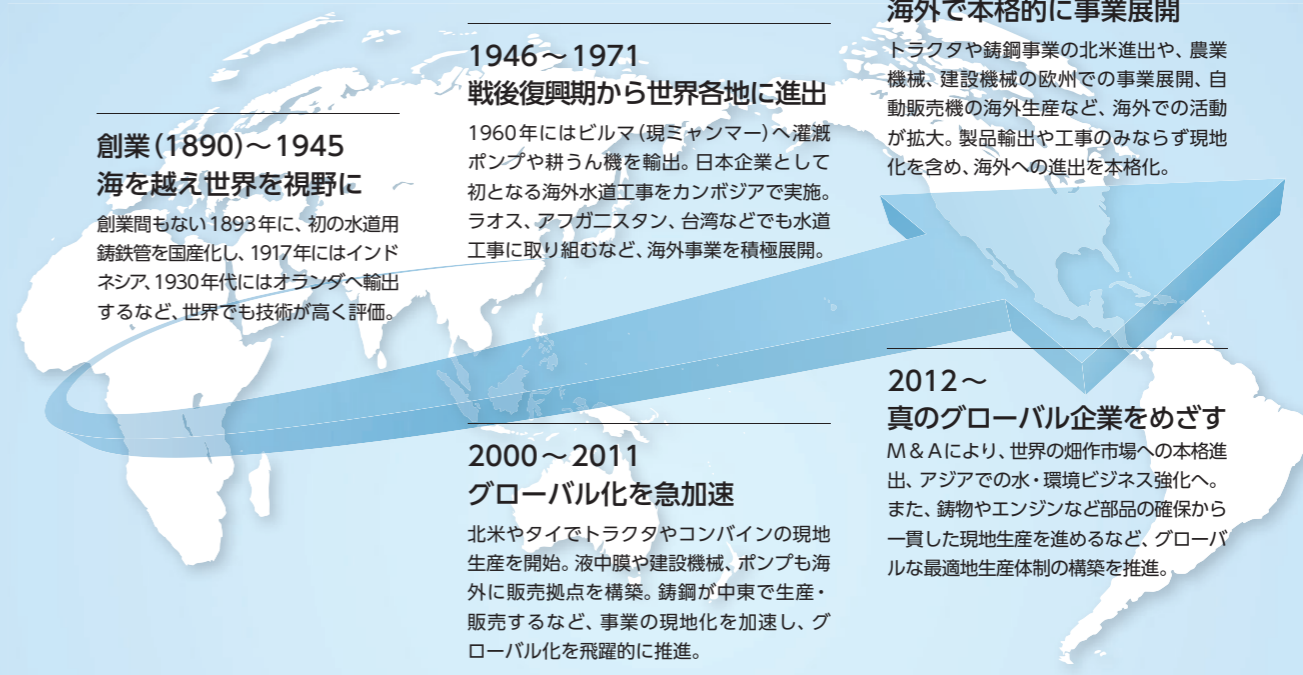 創業(1890)～1945
海を越え世界を視野に
創業間もない1893年に、初の水道用
鋳鉄管を国産化し、1917年にはインド
ネシア、1930年代にはオランダへ輸出
するなど、世界でも技術が高く評価。
1946～1971
戦後復興期から世界各地に進出
1960年にはビルマ(現ミャンマー)へ灌漑
ポンプや耕うん機を輸出。日本企業として
初となる海外水道工事をカンボジアで実施。
ラオス、アフガニスタン、台湾などでも水道
工事に取り組むなど、海外事業を積極展開。
海外で本格的に事業展開
トラクタや鋳鋼事業の北米進出や、農業
機械、建設機械の欧州での事業展開、自
動販売機の海外生産など、海外での活動
が拡大。製品輸出や工事のみならず現地
化を含め、海外への進出を本格化。
2000～2011
グローバル化を急加速
北米やタイでトラクタやコンバインの現地
生産を開始。液中膜や建設機械、ポンプも海
外に販売拠点を構築。鋳鋼が中東で生産・
販売するなど、事業の現地化を加速し、グ
ローバル化を飛躍的に推進。
2012～
真のグローバル企業をめざす
M&Aにより、世界の畑作市場への本格進
出、アジアでの水・環境ビジネス強化へ。
また、鋳物やエンジンなど部品の確保から
一貫した現地生産を進めるなど、グローバ
ルな最適地生産体制の構築を推進。